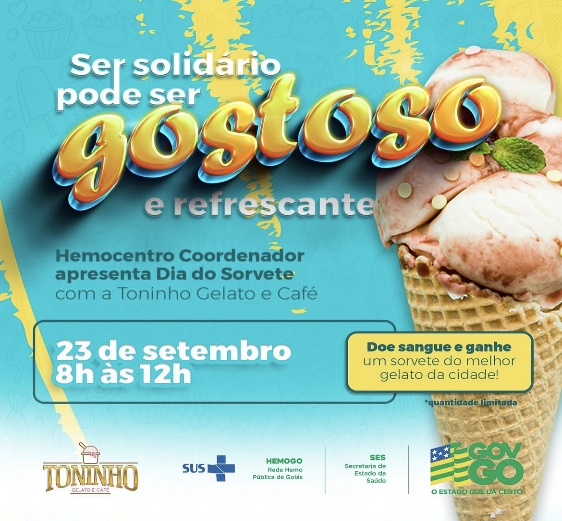 Ser solidário
pode ser
gostoso
e refrescante
Hemocentro Coordenador
apresenta Dia do Sorvete
com a Toninho Gelato e Café
23 de setembro
8h às 12h
Doe sangue e ganhe
um sorvete do melhor
gelato da cidade!
*quantidade limitada
TONINHO
GELATO E CAFÉ
SUS
HEMOGO
Rede Hemo
Pública de Goiás
SES
Secretaria de
Estado da
Saúde
GOV
GO
O ESTADO QUE DÁ CERTO